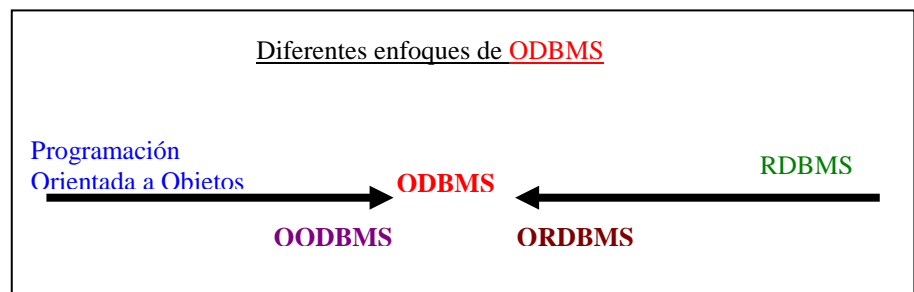 Diferentes enfoques de ODBMS
Programación
Orientada a Objetos
ODBMS
RDBMS
OODBMS
ORDBMS